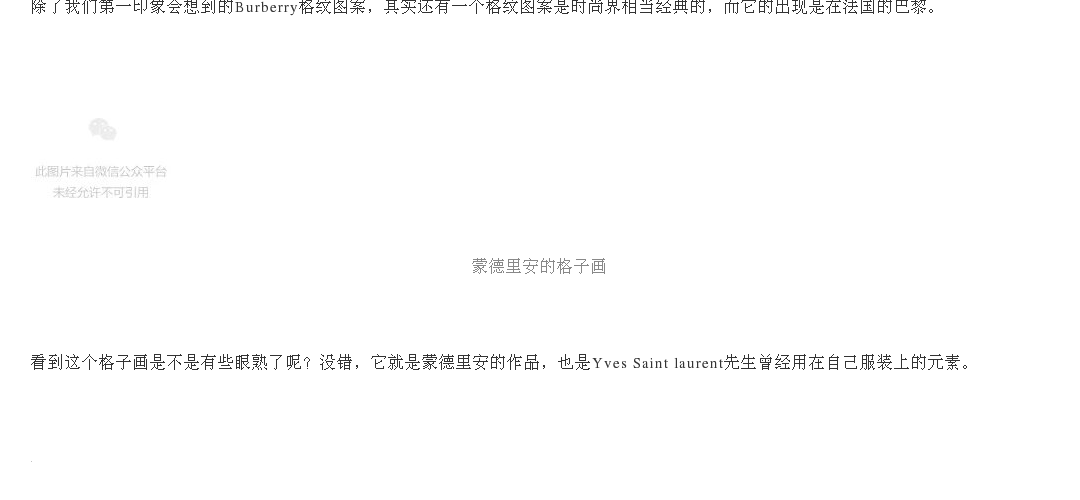 除了我们第一印象会想到的Burberry格纹图案，其实还有一个格纹图案是时尚界相当经典的，而它的出现是在法国的巴黎。
此图片来自微信公众平台
未经允许不可引用
蒙德里安的格子画
看到这个格子画是不是有些眼熟了呢？没错，它就是蒙德里安的作品，也是Yves Saint laurent先生曾经用在自己服装上的元素。